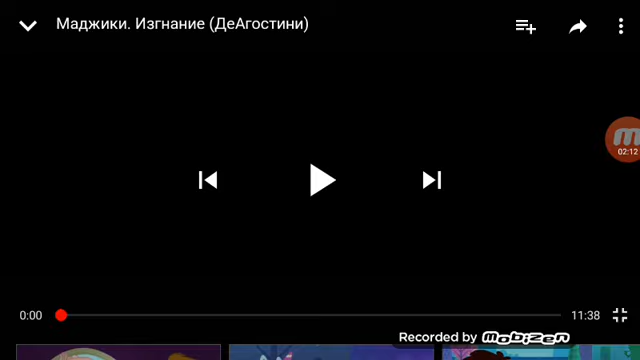 Маджики. Изгнание (ДеАгостини)
02:12
0:00
11:38
Recorded by MOBIZEN